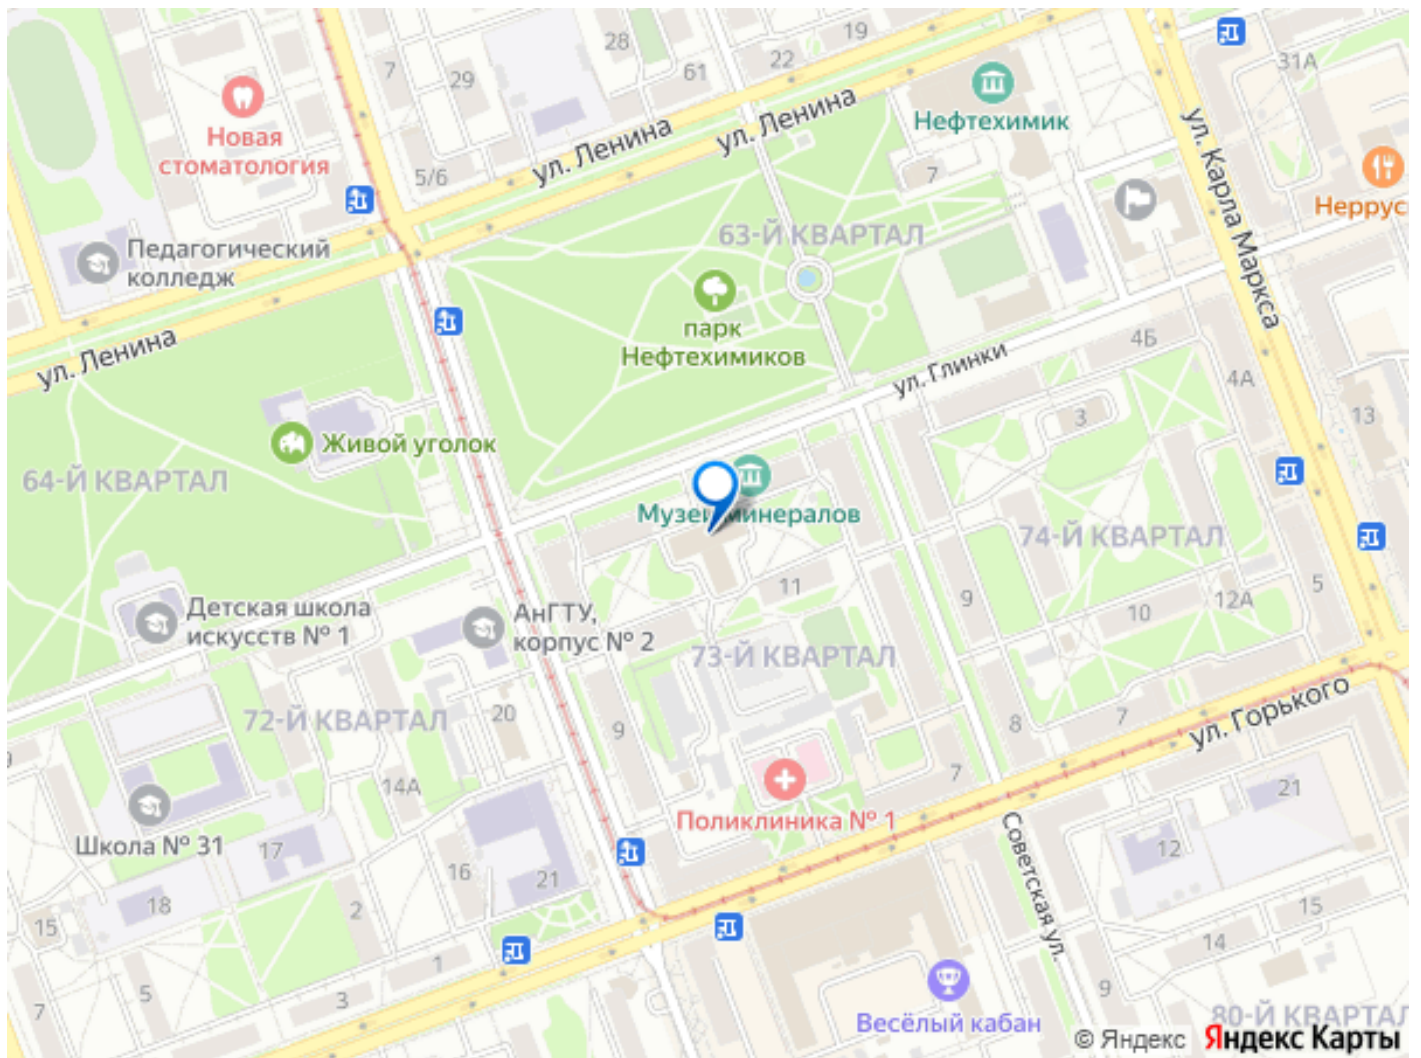 28
19
7
29
61
22
31А
Новая
стоматология
Нефтехимик
ул. Ленина
ул. Ленина
ул. Карла Маркса
5/6
7
Педагогический
колледж
63-Й КВАРТАЛ
парк
Нефтехимиков
ул. Ленина
ул. Глинки
4Б
4А
3
13
Живой уголок
64-Й КВАРТАЛ
Музей минералов
74-Й КВАРТАЛ
11
9
10
12А
5
Детская школа
искусств № 1
АнГТУ,
корпус № 2
73-Й КВАРТАЛ
72-Й КВАРТАЛ
20
9
8
7
ул. Горького
7
14А
Поликлиника № 1
21
Школа № 31
17
16
21
12
Советская ул.
18
2
15
15
14
1
5
3
7
9
Весёлый кабан
80-Й КВАРТАЛ
© Яндекс Яндекс Карты